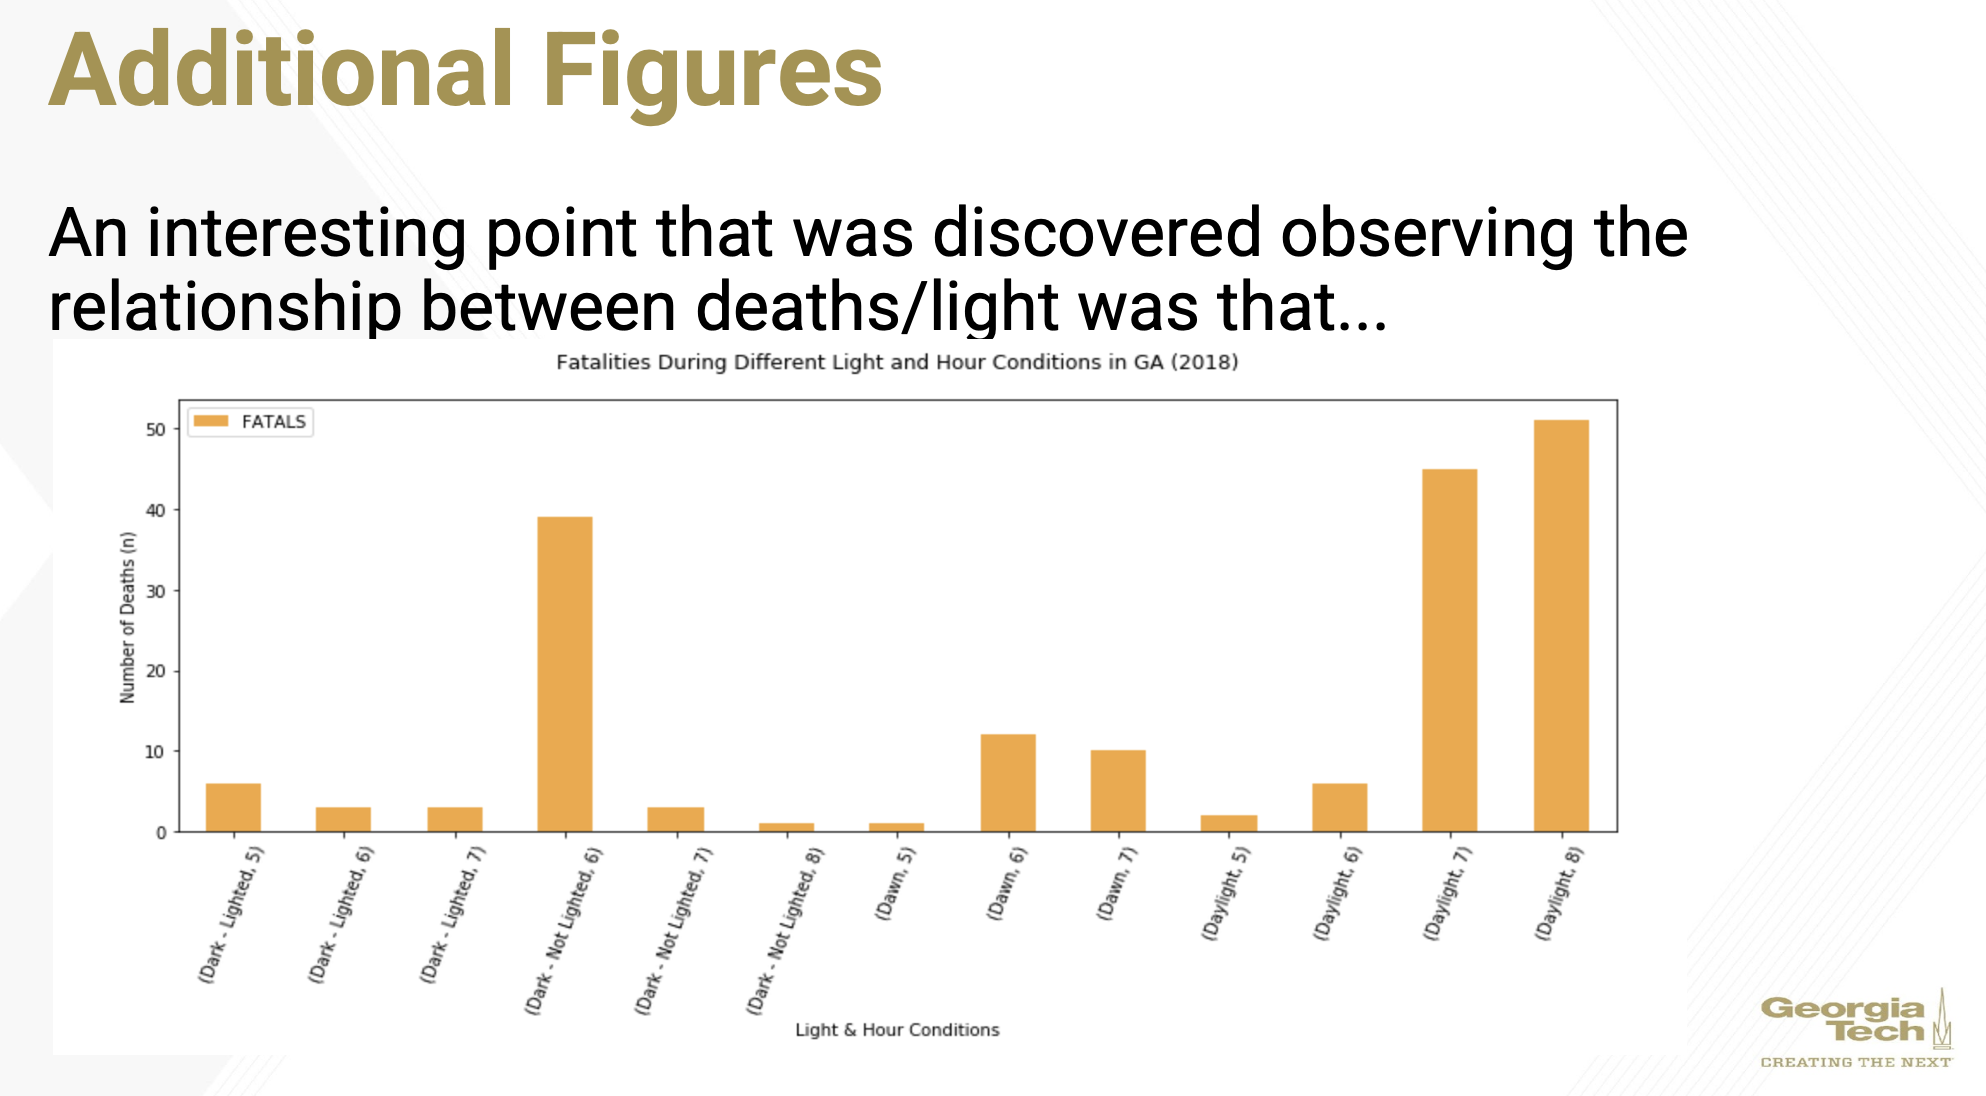 Additional Figures
An interesting point that was discovered observing the
relationship between deaths/light was that...
Fatalities During Different Light and Hour Conditions in GA (2018)
FATALS
50
40
30
20
10
0
Number of Deaths (n)
(Dark - Lighted, 5)
(Dark - Lighted, 6)
(Dark - Lighted, 7)
(Dark - Not Lighted, 6)
(Dark - Not Lighted, 7)
(Dark - Not Lighted, 8)
(Dawn, 5)
(Dawn, 6)
(Dawn, 7)
(Daylight, 5)
(Daylight, 6)
(Daylight, 7)
(Daylight, 8)
Light & Hour Conditions
Georgia
Tech
CREATING THE NEXT